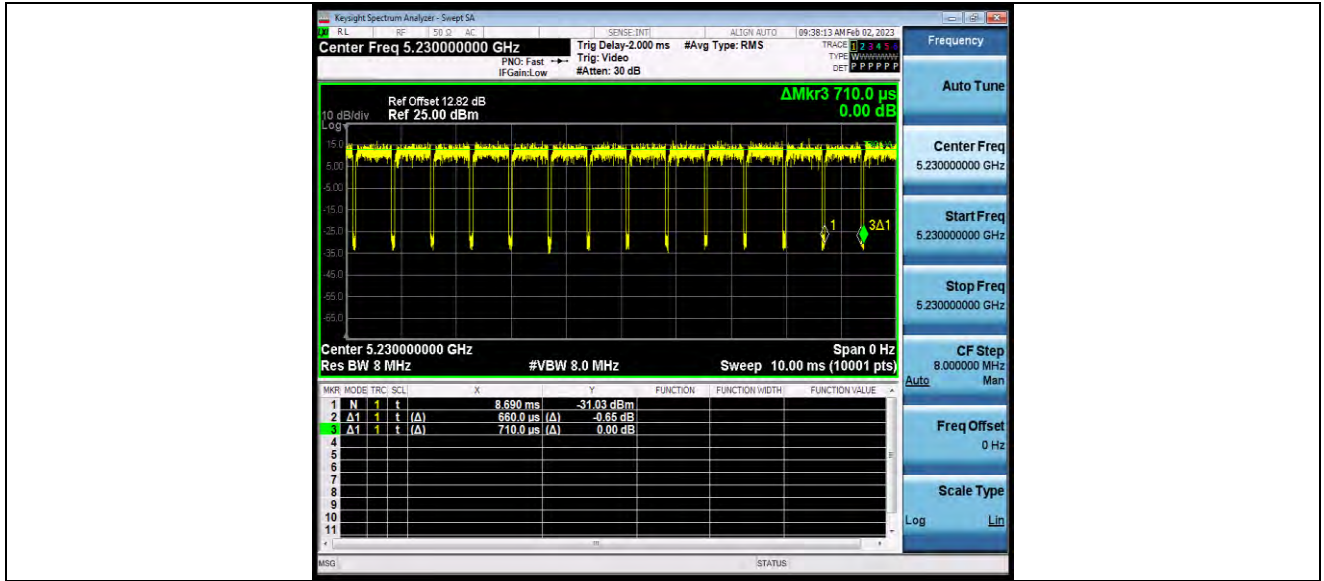 Keysight Spectrum Analyzer - Swept SA
RL RF 50 Ω AC SENSE:INT ALIGN AUTO 09:38:13 AM Feb 02, 2023
Center Freq 5.230000000 GHz Trig Delay-2.000 ms #Avg Type: RMS TRACE 1 2 3 4 5 6
PNO: Fast Trig: Video TYPE WWWWWW
IFGain:Low #Atten: 30 dB DET P P P P P P
Frequency
ΔMkr3 710.0 µs
0.00 dB
Ref Offset 12.82 dB
10 dB/div Ref 25.00 dBm
Log
15.0
5.00
-5.00
-15.0
-25.0
-35.0
-45.0
-55.0
-65.0
1
3Δ1
Center 5.230000000 GHz Span 0 Hz
Res BW 8 MHz #VBW 8.0 MHz Sweep 10.00 ms (10001 pts)
MKR MODE TRC SCL X Y FUNCTION FUNCTION WIDTH FUNCTION VALUE
1 N 1 t 8.690 ms -31.03 dBm
2 Δ1 1 t (Δ) 660.0 µs (Δ) -0.65 dB
3 Δ1 1 t (Δ) 710.0 µs (Δ) 0.00 dB
4
5
6
7
8
9
10
11
MSG STATUS
Auto Tune
Center Freq
5.230000000 GHz
Start Freq
5.230000000 GHz
Stop Freq
5.230000000 GHz
CF Step
8.000000 MHz
Auto Man
Freq Offset
0 Hz
Scale Type
Log Lin